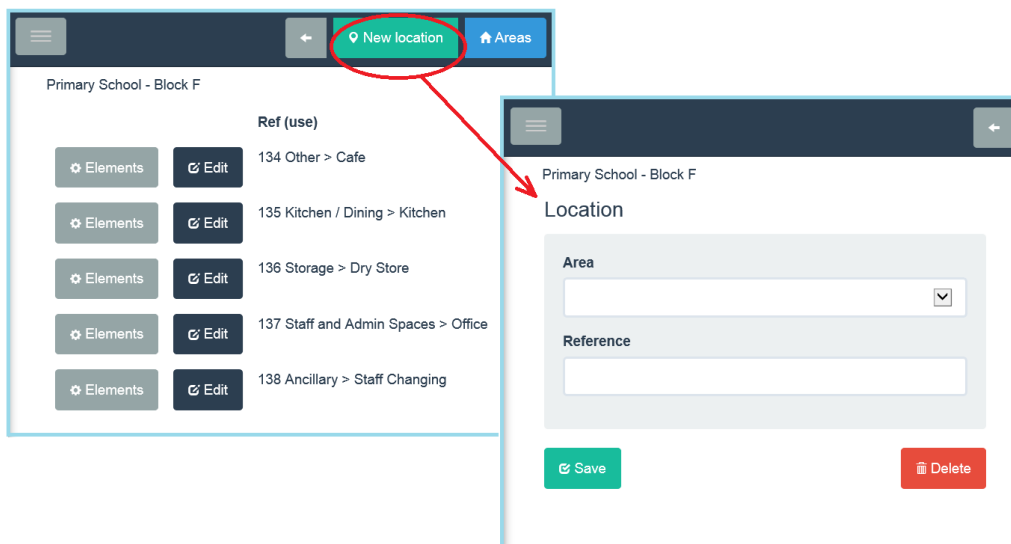 New location
Areas
Primary School - Block F
Ref (use)
Elements Edit 134 Other > Cafe
Elements Edit 135 Kitchen / Dining > Kitchen
Elements Edit 136 Storage > Dry Store
Elements Edit 137 Staff and Admin Spaces > Office
Elements Edit 138 Ancillary > Staff Changing
Primary School - Block F
Location
Area
Reference
Save
Delete